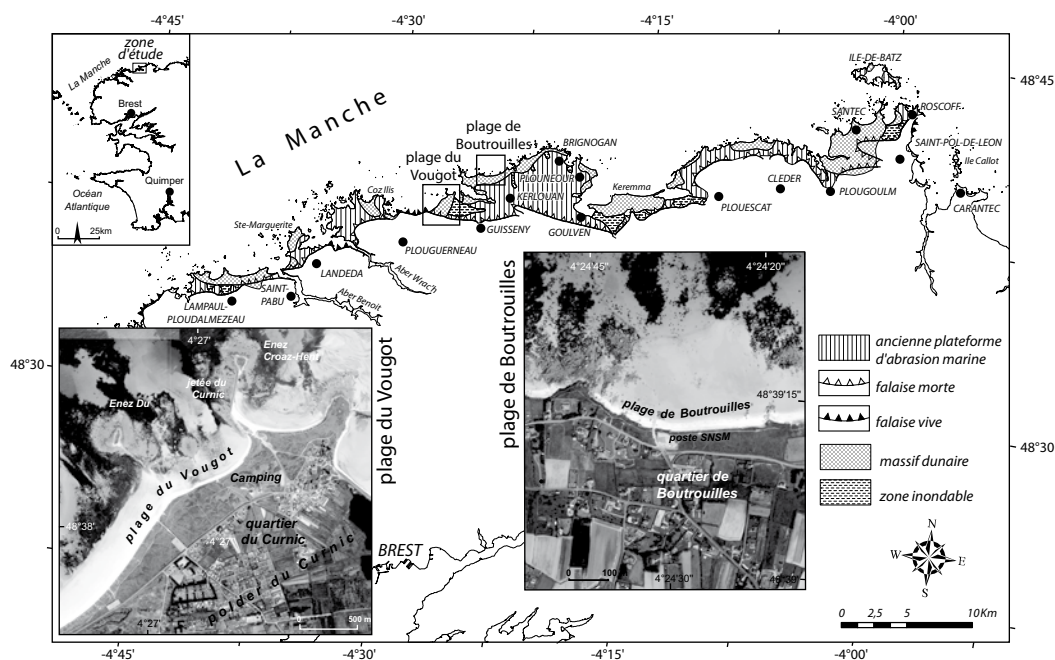 -4°45'
-4°30'
-4°15'
-4°00'
zone
d'étude
La Manche
Brest
Quimper
Océan
Atlantique
0 25km
La Manche
plage de
Boutrouilles
plage du
Vougot
ILE-DE-BATZ
48°45'
ROSCOFF
SANTEC
SAINT-POL-DE-LEON
Ile Callot
CARANTEC
BRIGNOGAN
PLOUNEOUR
KERLOUAN
Keremma
CLEDER
PLOUGOULM
PLOUESCAT
GOULVEN
GUISSENY
Coz Ilis
Ste-Marguerite
PLOUGUERNEAU
LANDEDA
Aber Wrach
SAINT-
PABU
Aber Benoit
LAMPAUL
PLOUDALMEZEAU
48°30'
4°27'
Enez
Croaz-Hent
jetée du
Curnic
Enez Du
plage du Vougot
Camping
quartier
du Curnic
48°38'
4°27'
polder du Curnic
4°27'
0 500 m
plage du Vougot
BREST
plage de Boutrouilles
4°24'45"
4°24'20"
48°39'15"
plage de Boutrouilles
poste SNSM
quartier de
Boutrouilles
0 100 m
4°24'30"
48°39'
ancienne plateforme
d'abrasion marine
falaise morte
falaise vive
48°30'
massif dunaire
zone inondable
N
W E
S
0 2,5 5 10Km
-4°45'
-4°30'
-4°15'
-4°00'